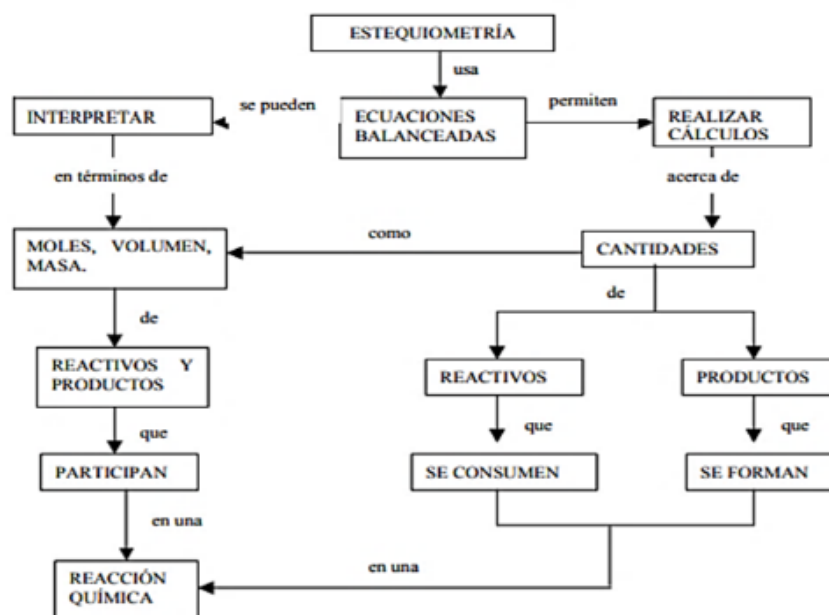 ESTEQUIOMETRÍA
usa
se pueden
permiten
INTERPRETAR
ECUACIONES
BALANCEADAS
REALIZAR
CÁLCULOS
en términos de
acerca de
MOLES, VOLUMEN,
MASA.
como
CANTIDADES
de
de
REACTIVOS Y
PRODUCTOS
REACTIVOS
PRODUCTOS
que
que
que
PARTICIPAN
SE CONSUMEN
SE FORMAN
en una
en una
REACCIÓN
QUÍMICA